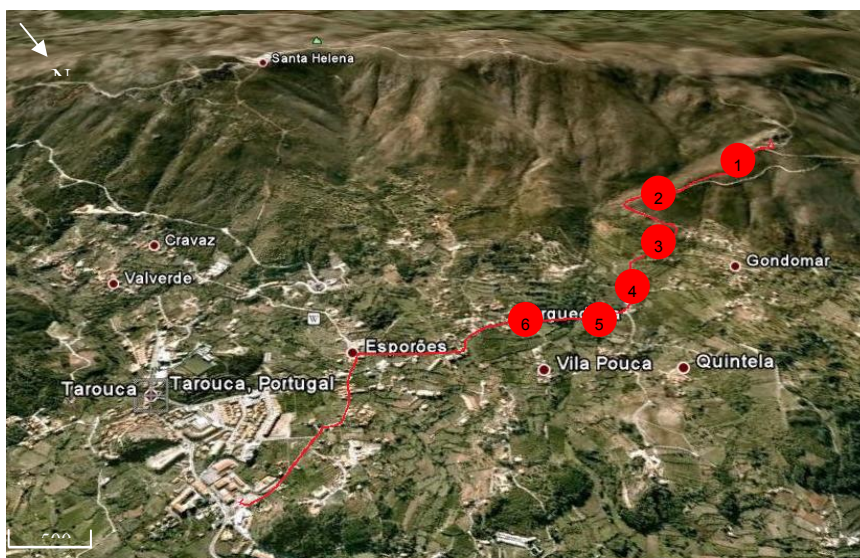 Santa Helena
1
2
Cravaz
3
Gondomar
Valverde
4
6
5
W
Esporões
Vila Pouca
Quintela
Tarouca
Tarouca, Portugal